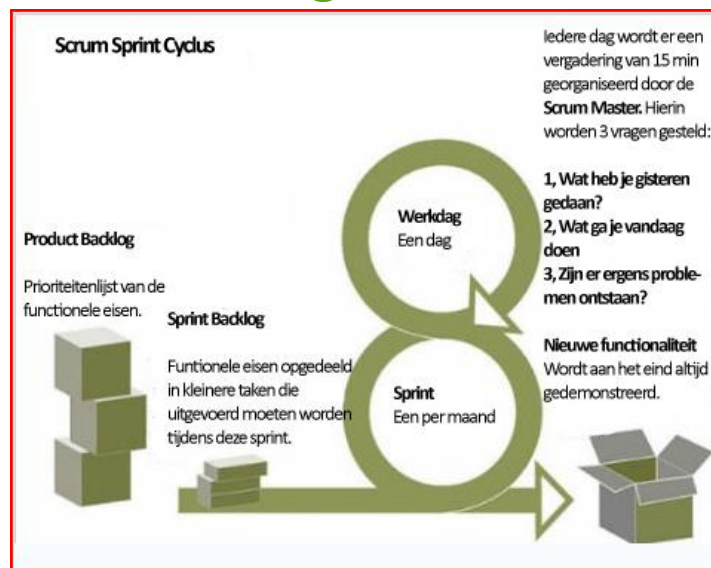 Scrum Sprint Cyclus
Iedere dag wordt er een
vergadering van 15 min
georganiseerd door de
Scrum Master. Hierin
worden 3 vragen gesteld:
1, Wat heb je gisteren
gedaan?
2, Wat ga je vandaag
doen
3, Zijn er ergens proble-
men ontstaan?
Werkdag
Een dag
Product Backlog
Prioriteitenlijst van de
functionele eisen.
Sprint Backlog
Funtionele eisen opgedeeld
in kleinere taken die
uitgevoerd moeten worden
tijdens deze sprint.
Sprint
Een per maand
Nieuwe functionaliteit
Wordt aan het eind altijd
gedemonstreerd.